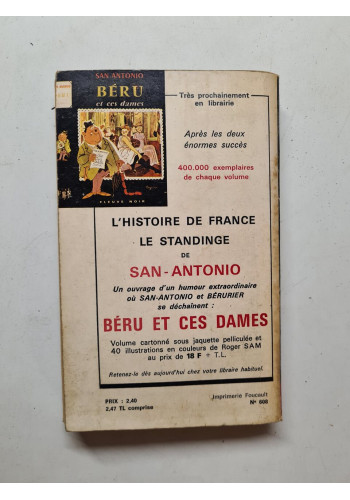 SAN-ANTONIO
BÉRU
et ces dames
FLEUVE NOIR
Très prochainement
en librairie
Après les deux
énormes succès
400.000 exemplaires
de chaque volume
L'HISTOIRE DE FRANCE
LE STANDINGE
DE
SAN-ANTONIO
Un ouvrage d'un humour extraordinaire
où SAN-ANTONIO et BÉRURIER
se déchaînent :
BÉRU ET CES DAMES
Volume cartonné sous jaquette pelliculée et
40 illustrations en couleurs de Roger SAM
au prix de 18 F + T.L.
Retenez-le dès aujourd'hui chez votre libraire habituel.
PRIX : 2,40
2,47 TL comprise
Imprimerie Foucault
N° 608